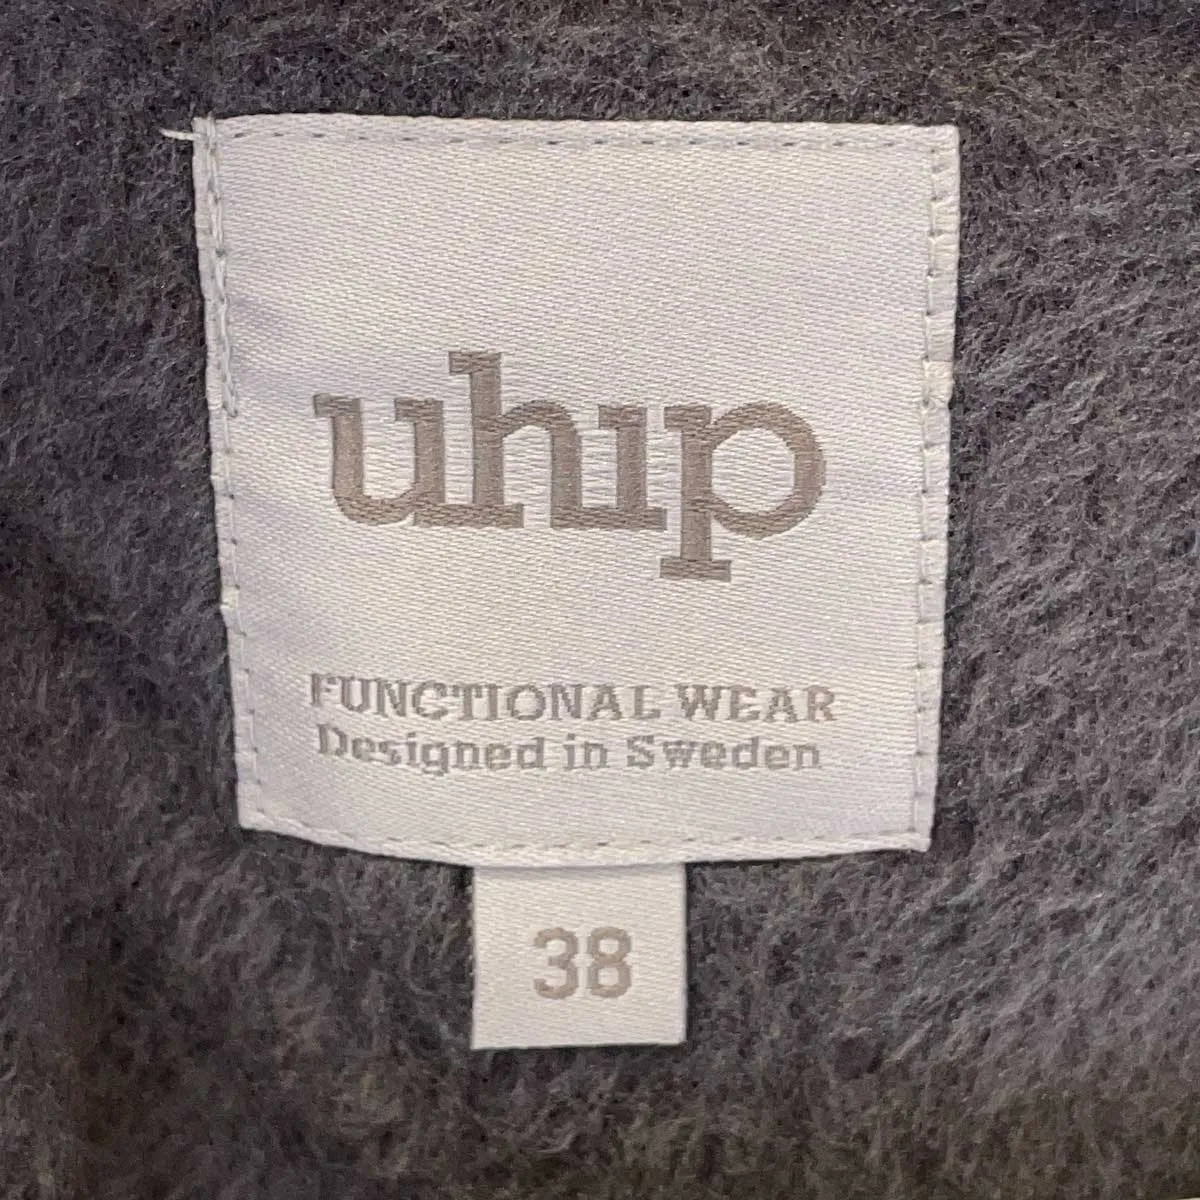 uhip
FUNCTIONAL WEAR
Designed in Sweden
38